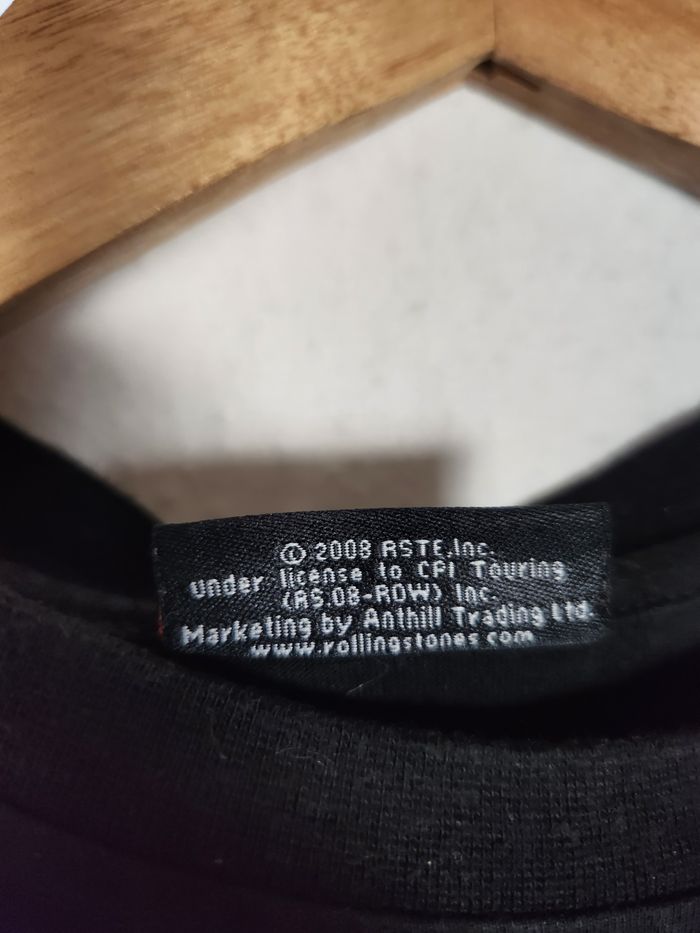 © 2008 RSTE,Inc.
under license to CPI Touring
(RS.08-ROW) Inc.
Marketing by Anthill Trading Ltd.
www.rollingstones.com